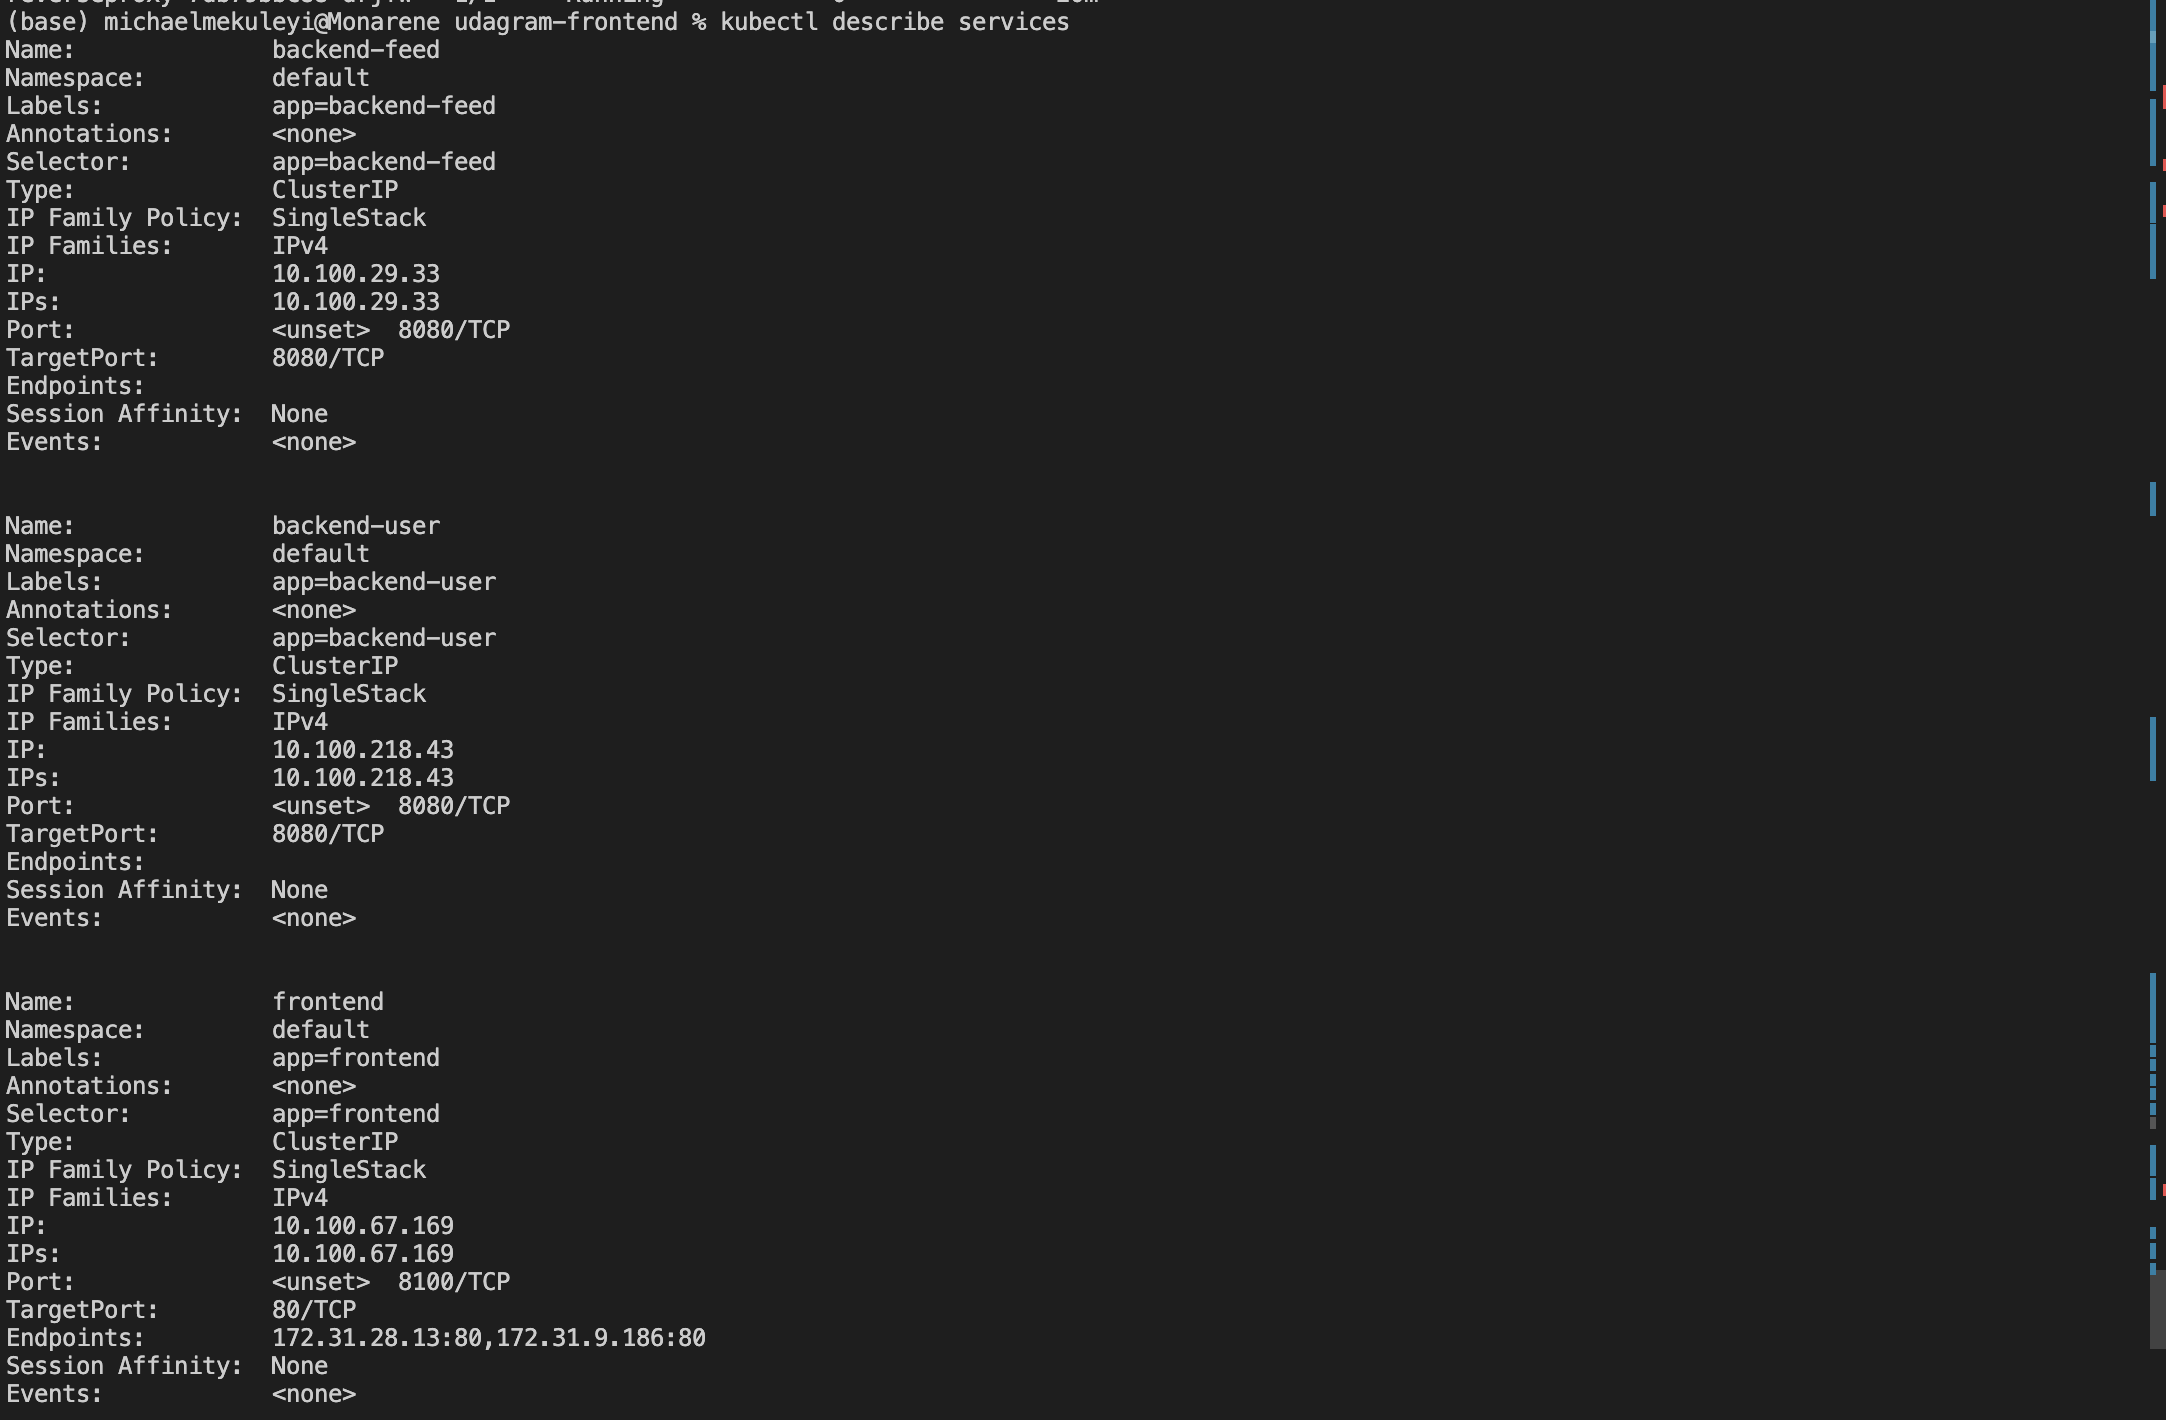 (base) michaelmekuleyi@Monarene udagram-frontend % kubectl describe services
Name:              backend-feed
Namespace:         default
Labels:            app=backend-feed
Annotations:       <none>
Selector:          app=backend-feed
Type:              ClusterIP
IP Family Policy:  SingleStack
IP Families:       IPv4
IP:                10.100.29.33
IPs:               10.100.29.33
Port:              <unset>  8080/TCP
TargetPort:        8080/TCP
Endpoints:
Session Affinity:  None
Events:            <none>
Name:              backend-user
Namespace:         default
Labels:            app=backend-user
Annotations:       <none>
Selector:          app=backend-user
Type:              ClusterIP
IP Family Policy:  SingleStack
IP Families:       IPv4
IP:                10.100.218.43
IPs:               10.100.218.43
Port:              <unset>  8080/TCP
TargetPort:        8080/TCP
Endpoints:
Session Affinity:  None
Events:            <none>
Name:              frontend
Namespace:         default
Labels:            app=frontend
Annotations:       <none>
Selector:          app=frontend
Type:              ClusterIP
IP Family Policy:  SingleStack
IP Families:       IPv4
IP:                10.100.67.169
IPs:               10.100.67.169
Port:              <unset>  8100/TCP
TargetPort:        80/TCP
Endpoints:         172.31.28.13:80,172.31.9.186:80
Session Affinity:  None
Events:            <none>